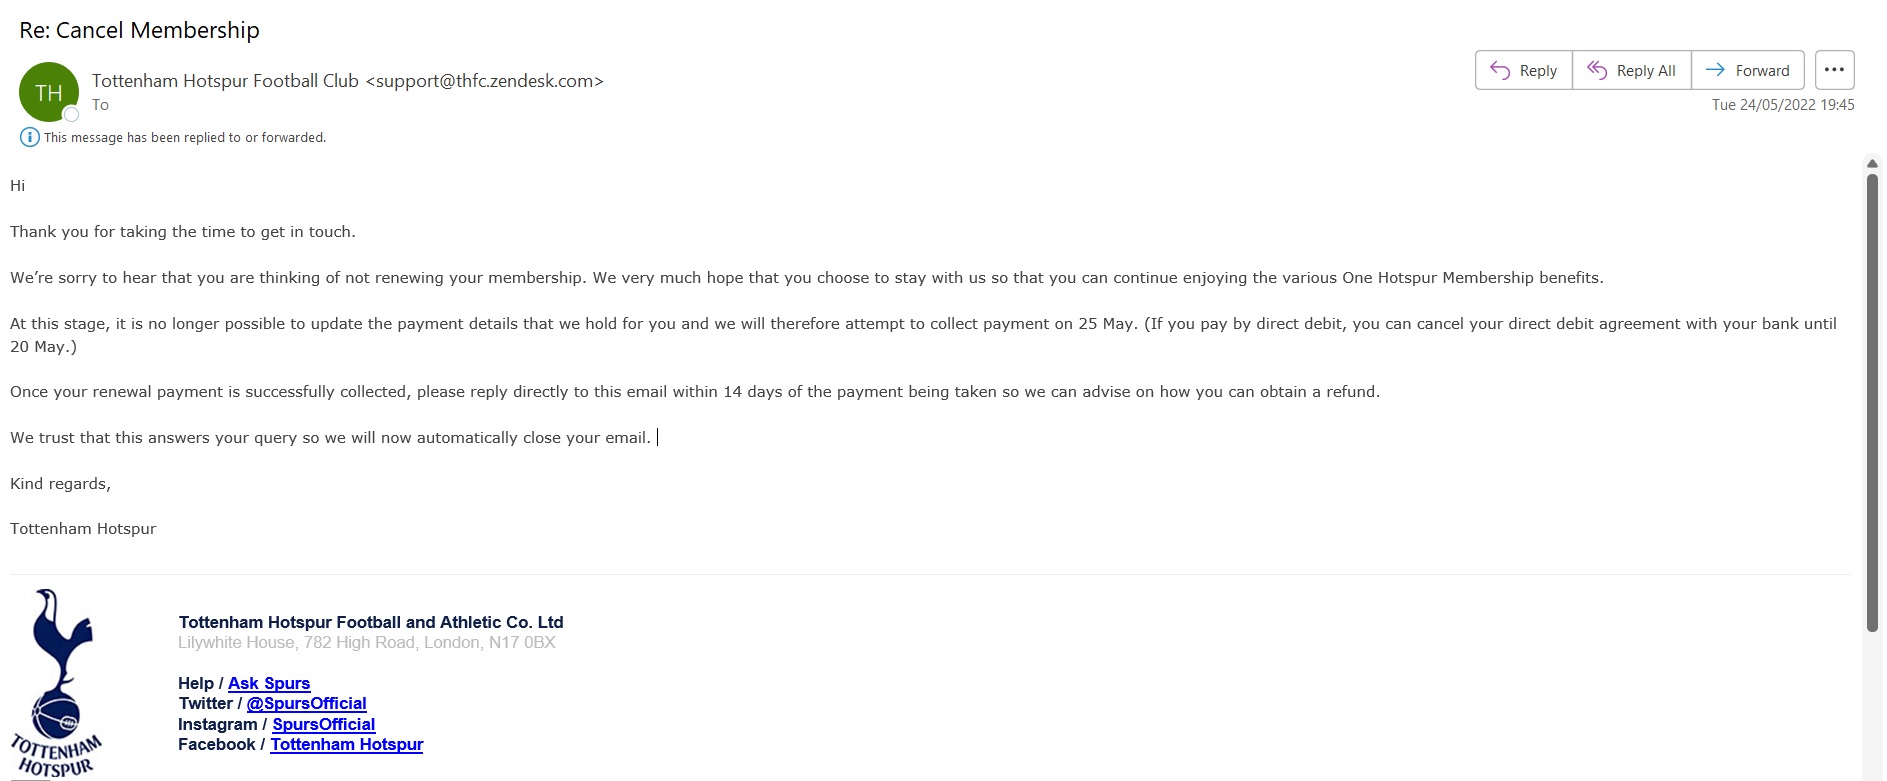 Re: Cancel Membership
TH
Tottenham Hotspur Football Club <support@thfc.zendesk.com>
To
Reply
Reply All
Forward
Tue 24/05/2022 19:45
This message has been replied to or forwarded.
Hi
Thank you for taking the time to get in touch.
We’re sorry to hear that you are thinking of not renewing your membership. We very much hope that you choose to stay with us so that you can continue enjoying the various One Hotspur Membership benefits.
At this stage, it is no longer possible to update the payment details that we hold for you and we will therefore attempt to collect payment on 25 May. (If you pay by direct debit, you can cancel your direct debit agreement with your bank until
20 May.)
Once your renewal payment is successfully collected, please reply directly to this email within 14 days of the payment being taken so we can advise on how you can obtain a refund.
We trust that this answers your query so we will now automatically close your email.
Kind regards,
Tottenham Hotspur
Tottenham Hotspur Football and Athletic Co. Ltd
Lilywhite House, 782 High Road, London, N17 0BX
Help / Ask Spurs
Twitter / @SpursOfficial
Instagram / SpursOfficial
Facebook / Tottenham Hotspur
TOTTENHAM
HOTSPUR